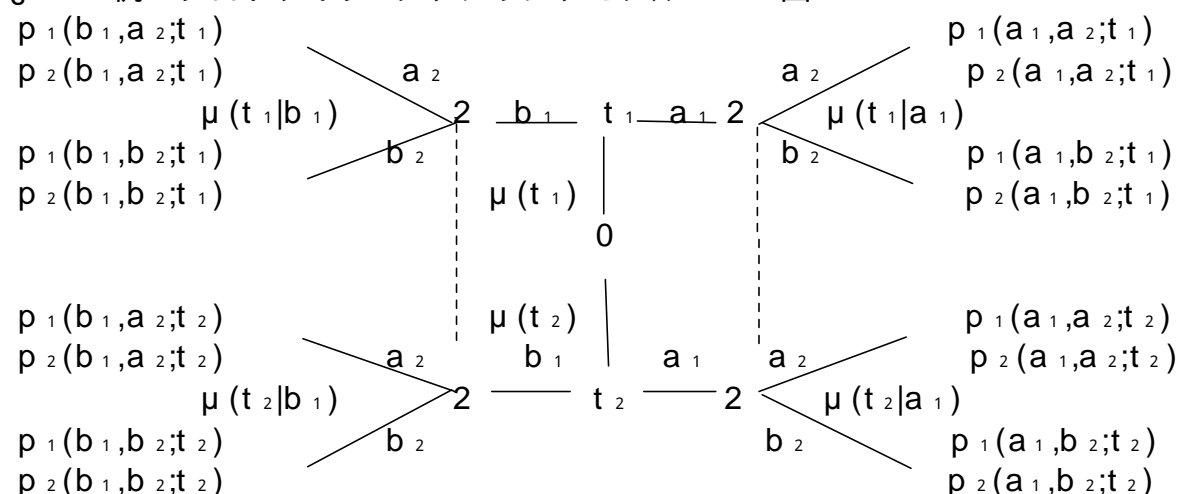 p 1(b 1,a 2;t 1) p 1(a 1,a 2;t 1)
p 2(b 1,a 2;t 1) a 2 a 2 p 2(a 1,a 2;t 1)
μ(t 1|b 1) 2 b 1 t 1 a 1 2 μ(t 1|a 1)
p 1(b 1,b 2;t 1) b 2 b 2 p 1(a 1,b 2;t 1)
p 2(b 1,b 2;t 1) μ(t 1) p 2(a 1,b 2;t 1)
0
p 1(b 1,a 2;t 2) μ(t 2) p 1(a 1,a 2;t 2)
p 2(b 1,a 2;t 2) a 2 b 1 a 1 a 2 p 2(a 1,a 2;t 2)
μ(t 2|b 1) 2 t 2 2 μ(t 2|a 1)
p 1(b 1,b 2;t 2) b 2 b 2 p 1(a 1,b 2;t 2)
p 2(b 1,b 2;t 2) p 2(a 1,b 2;t 2)